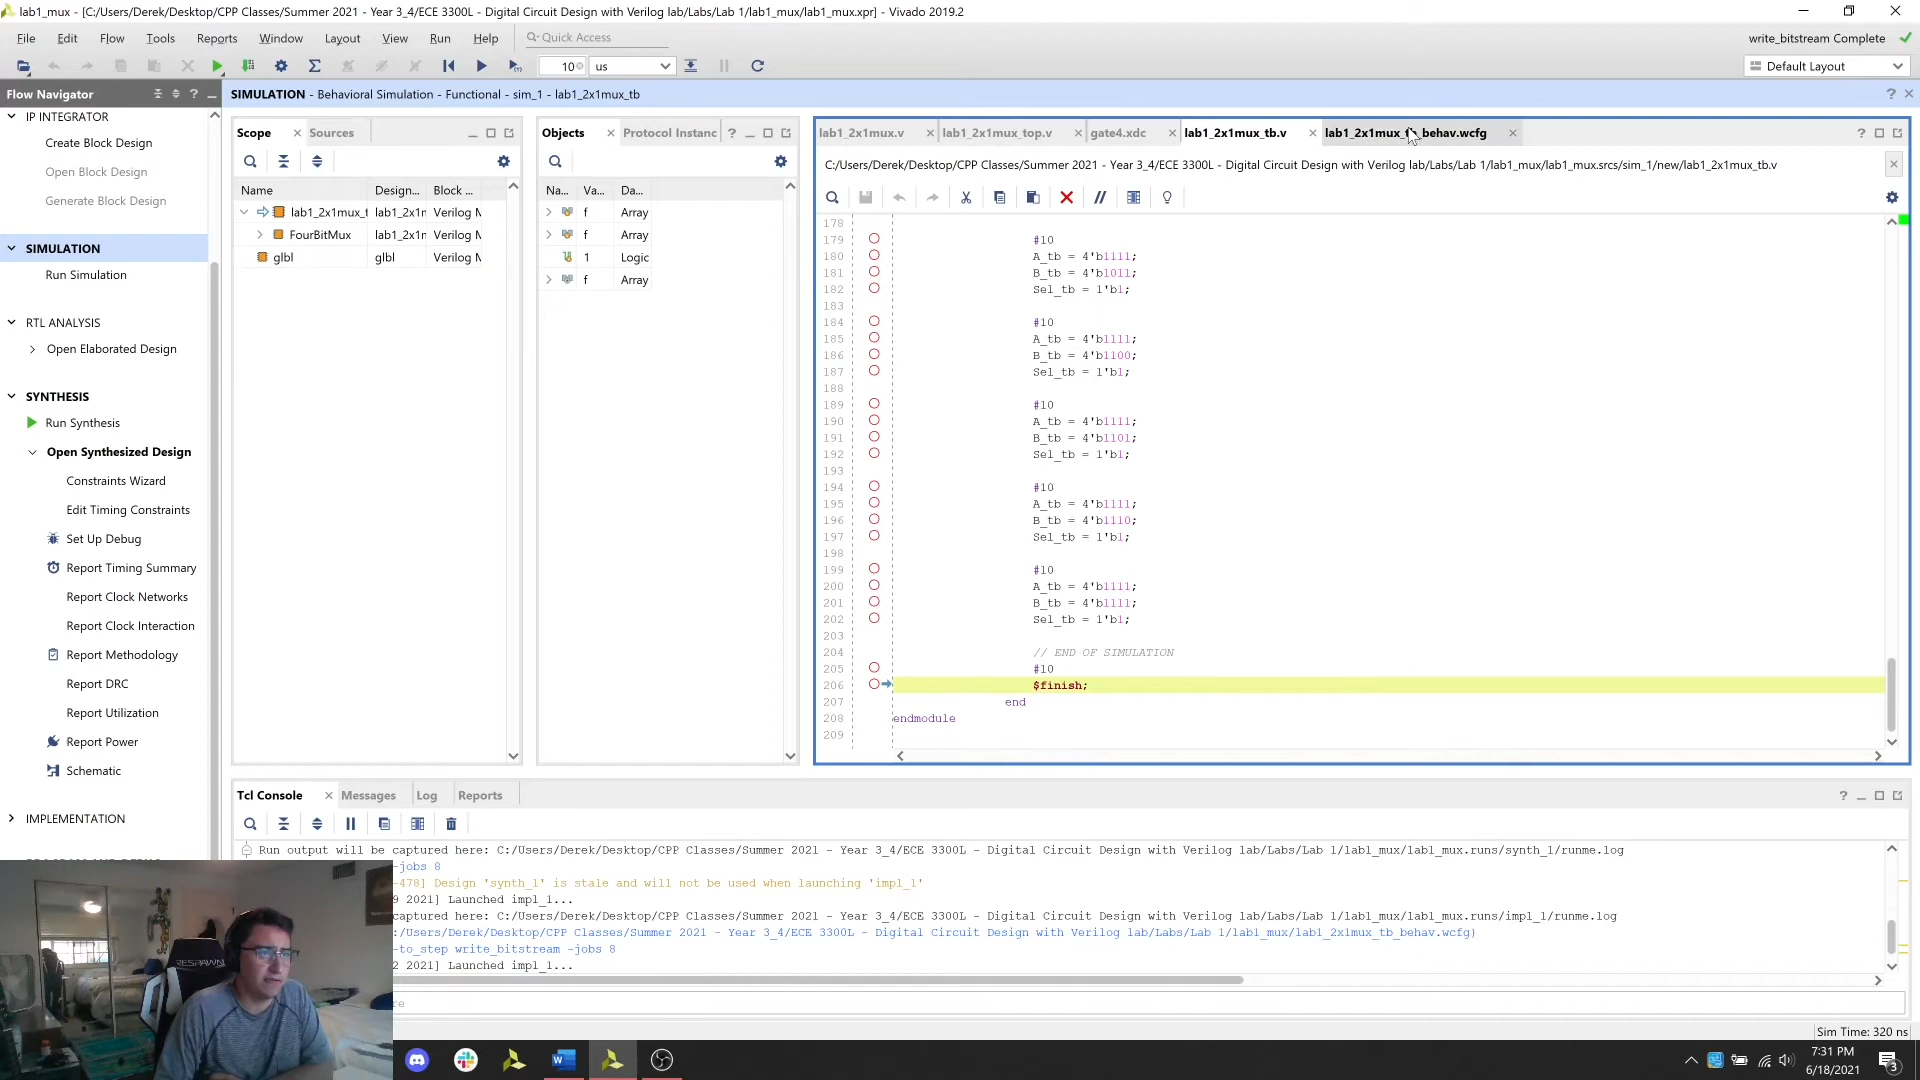 lab1_mux - [C:/Users/Derek/Desktop/CPP Classes/Summer 2021 - Year 3_4/ECE 3300L - Digital Circuit Design with Verilog lab/Labs/Lab 1/lab1_mux/lab1_mux.xpr] - Vivado 2019.2
File Edit Flow Tools Reports Window Layout View Run Help Quick Access
write_bitstream Complete
10 us
Default Layout
Flow Navigator
SIMULATION - Behavioral Simulation - Functional - sim_1 - lab1_2x1mux_tb
IP INTEGRATOR
Create Block Design
Open Block Design
Generate Block Design
SIMULATION
Run Simulation
RTL ANALYSIS
Open Elaborated Design
SYNTHESIS
Run Synthesis
Open Synthesized Design
Constraints Wizard
Edit Timing Constraints
Set Up Debug
Report Timing Summary
Report Clock Networks
Report Clock Interaction
Report Methodology
Report DRC
Report Utilization
Report Power
Schematic
IMPLEMENTATION
Scope Sources
Name Design... Block ...
lab1_2x1mux_t lab1_2x1r Verilog M
FourBitMux lab1_2x1r Verilog M
glbl glbl Verilog M
Objects Protocol Instanc
Na... Va... Da...
f Array
f Array
1 Logic
f Array
lab1_2x1mux.v lab1_2x1mux_top.v gate4.xdc lab1_2x1mux_tb.v lab1_2x1mux_tb_behav.wcfg
C:/Users/Derek/Desktop/CPP Classes/Summer 2021 - Year 3_4/ECE 3300L - Digital Circuit Design with Verilog lab/Labs/Lab 1/lab1_mux/lab1_mux.srcs/sim_1/new/lab1_2x1mux_tb.v
178
179 #10
180 A_tb = 4'b1111;
181 B_tb = 4'b1011;
182 Sel_tb = 1'b1;
183
184 #10
185 A_tb = 4'b1111;
186 B_tb = 4'b1100;
187 Sel_tb = 1'b1;
188
189 #10
190 A_tb = 4'b1111;
191 B_tb = 4'b1101;
192 Sel_tb = 1'b1;
193
194 #10
195 A_tb = 4'b1111;
196 B_tb = 4'b1110;
197 Sel_tb = 1'b1;
198
199 #10
200 A_tb = 4'b1111;
201 B_tb = 4'b1111;
202 Sel_tb = 1'b1;
203
204 // END OF SIMULATION
205 #10
206 $finish;
207 end
208 endmodule
209
Tcl Console Messages Log Reports
Run output will be captured here: C:/Users/Derek/Desktop/CPP Classes/Summer 2021 - Year 3_4/ECE 3300L - Digital Circuit Design with Verilog lab/Labs/Lab 1/lab1_mux/lab1_mux.runs/synth_1/runme.log
-jobs 8
-478] Design 'synth_1' is stale and will not be used when launching 'impl_1'
9 2021] Launched impl_1...
captured here: C:/Users/Derek/Desktop/CPP Classes/Summer 2021 - Year 3_4/ECE 3300L - Digital Circuit Design with Verilog lab/Labs/Lab 1/lab1_mux/lab1_mux.runs/impl_1/runme.log
:/Users/Derek/Desktop/CPP Classes/Summer 2021 - Year 3_4/ECE 3300L - Digital Circuit Design with Verilog lab/Labs/Lab 1/lab1_mux/lab1_2x1mux_tb_behav.wcfg}
-to_step write_bitstream -jobs 8
2 2021] Launched impl_1...
re
RESPAWN
Sim Time: 320 ns
7:31 PM
6/18/2021
3